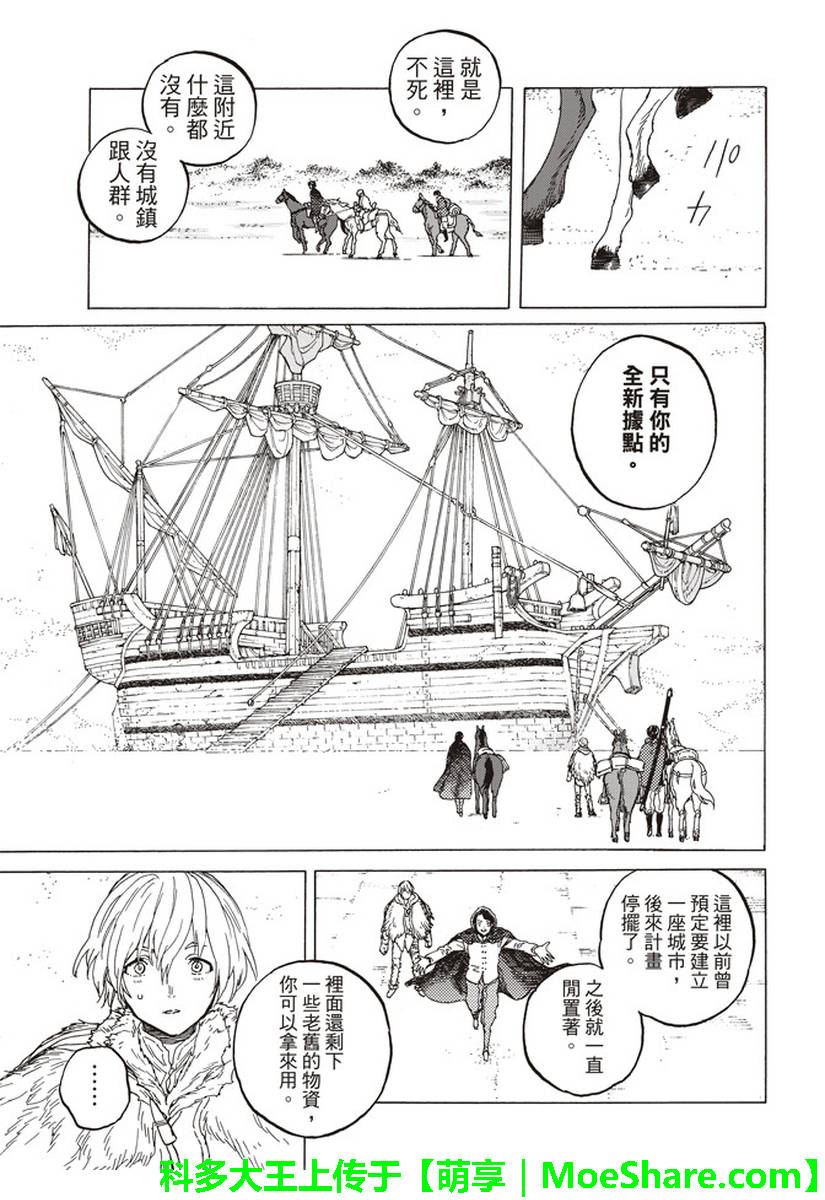 パカ
就是
這裡，
不死。
這附近
什麼都
沒有。
沒有城鎮
跟人群。
只有你的
全新據點。
這裡以前曾
預定要建立
一座城市，
後來計畫
停擺了。
之後就一直
閒置著。
裡面還剩下
一些老舊的物資，
你可以拿來用。
……
科多大王上传于【萌享 | MoeShare.com】